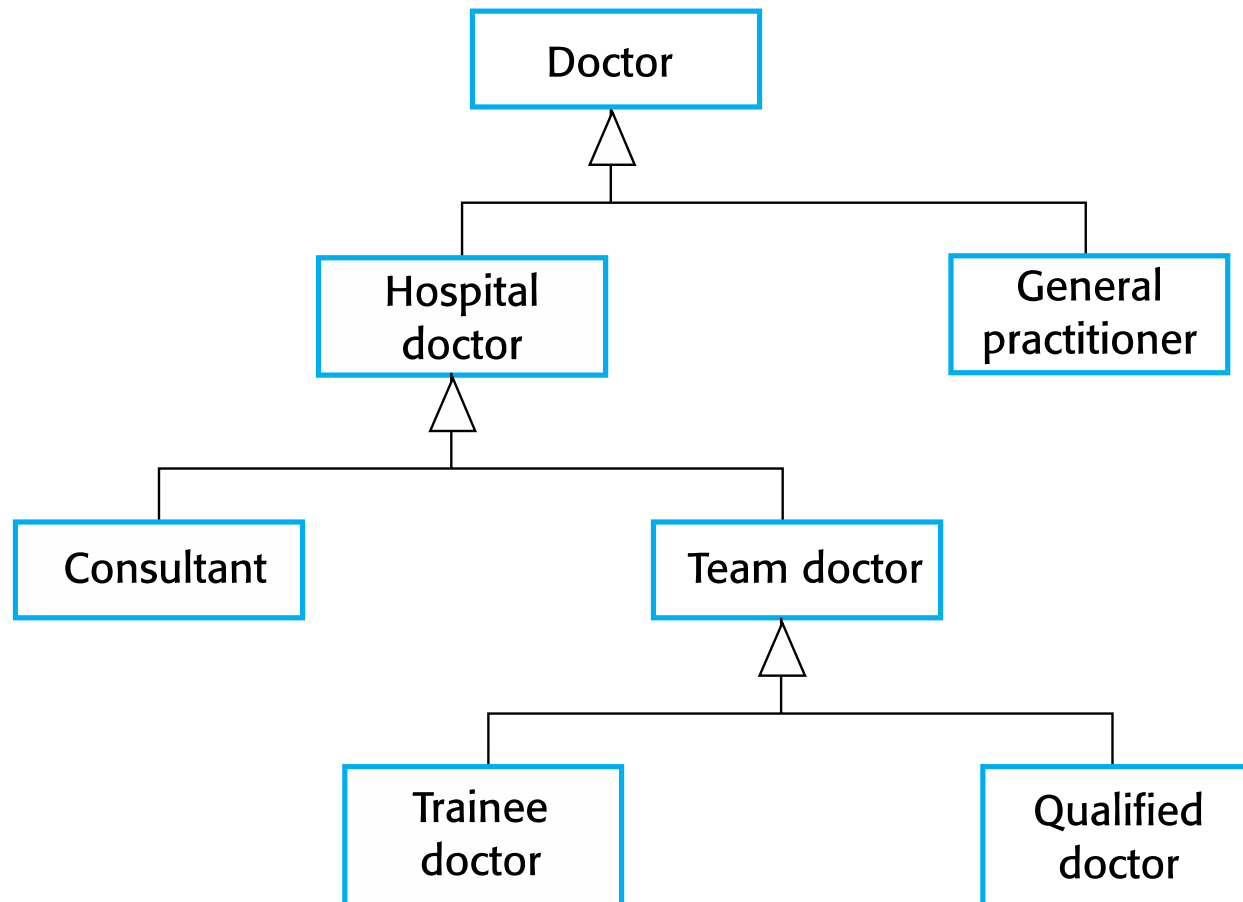 Doctor
Hospital
doctor
General
practitioner
Consultant
Team doctor
Trainee
doctor
Qualified
doctor